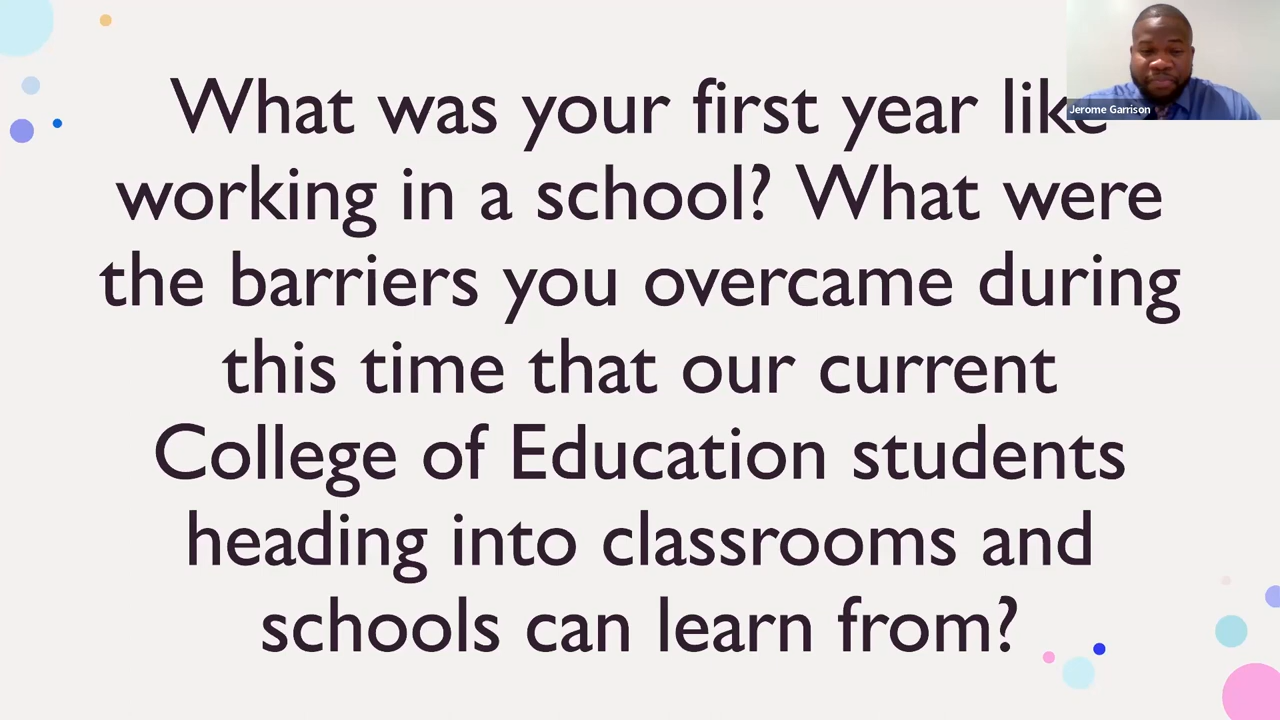 What was your first year like
working in a school? What were
the barriers you overcame during
this time that our current
College of Education students
heading into classrooms and
schools can learn from?
Jerome Garrison